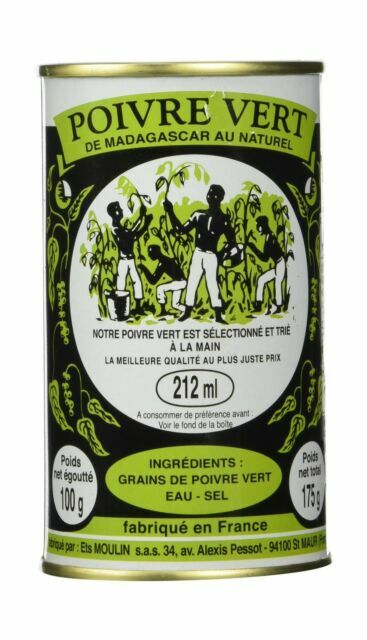 POIVRE VERT
DE MADAGASCAR AU NATUREL
NOTRE POIVRE VERT EST SÉLECTIONNÉ ET TRIÉ
À LA MAIN
LA MEILLEURE QUALITÉ AU PLUS JUSTE PRIX
212 ml
A consommer de préférence avant :
Voir le fond de la boîte
Poids
net égoutté
100 g
INGRÉDIENTS :
GRAINS DE POIVRE VERT
EAU - SEL
Poids
net total
175 g
fabriqué en France
fabriqué par : Ets MOULIN s.a.s. 34, av. Alexis Pessot - 94100 St MAUR